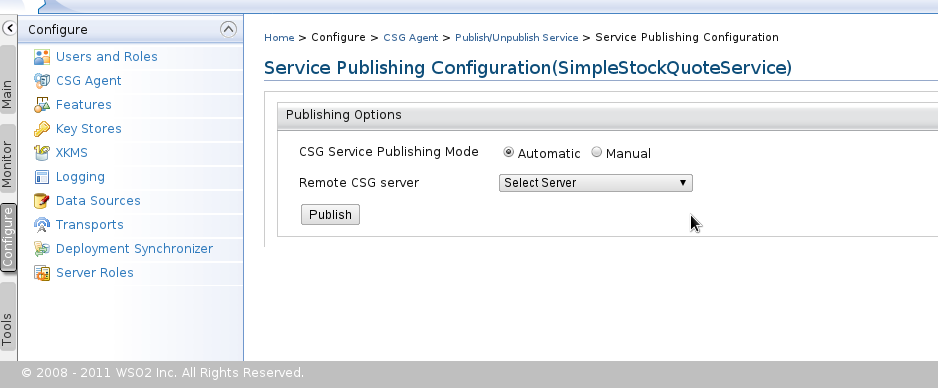 Configure
Users and Roles
CSG Agent
Features
Key Stores
XKMS
Logging
Data Sources
Transports
Deployment Synchronizer
Server Roles
Main
Monitor
Configure
Tools
Home > Configure > CSG Agent > Publish/Unpublish Service > Service Publishing Configuration
Service Publishing Configuration(SimpleStockQuoteService)
Publishing Options
CSG Service Publishing Mode Automatic Manual
Remote CSG server Select Server
Publish
© 2008 - 2011 WSO2 Inc. All Rights Reserved.